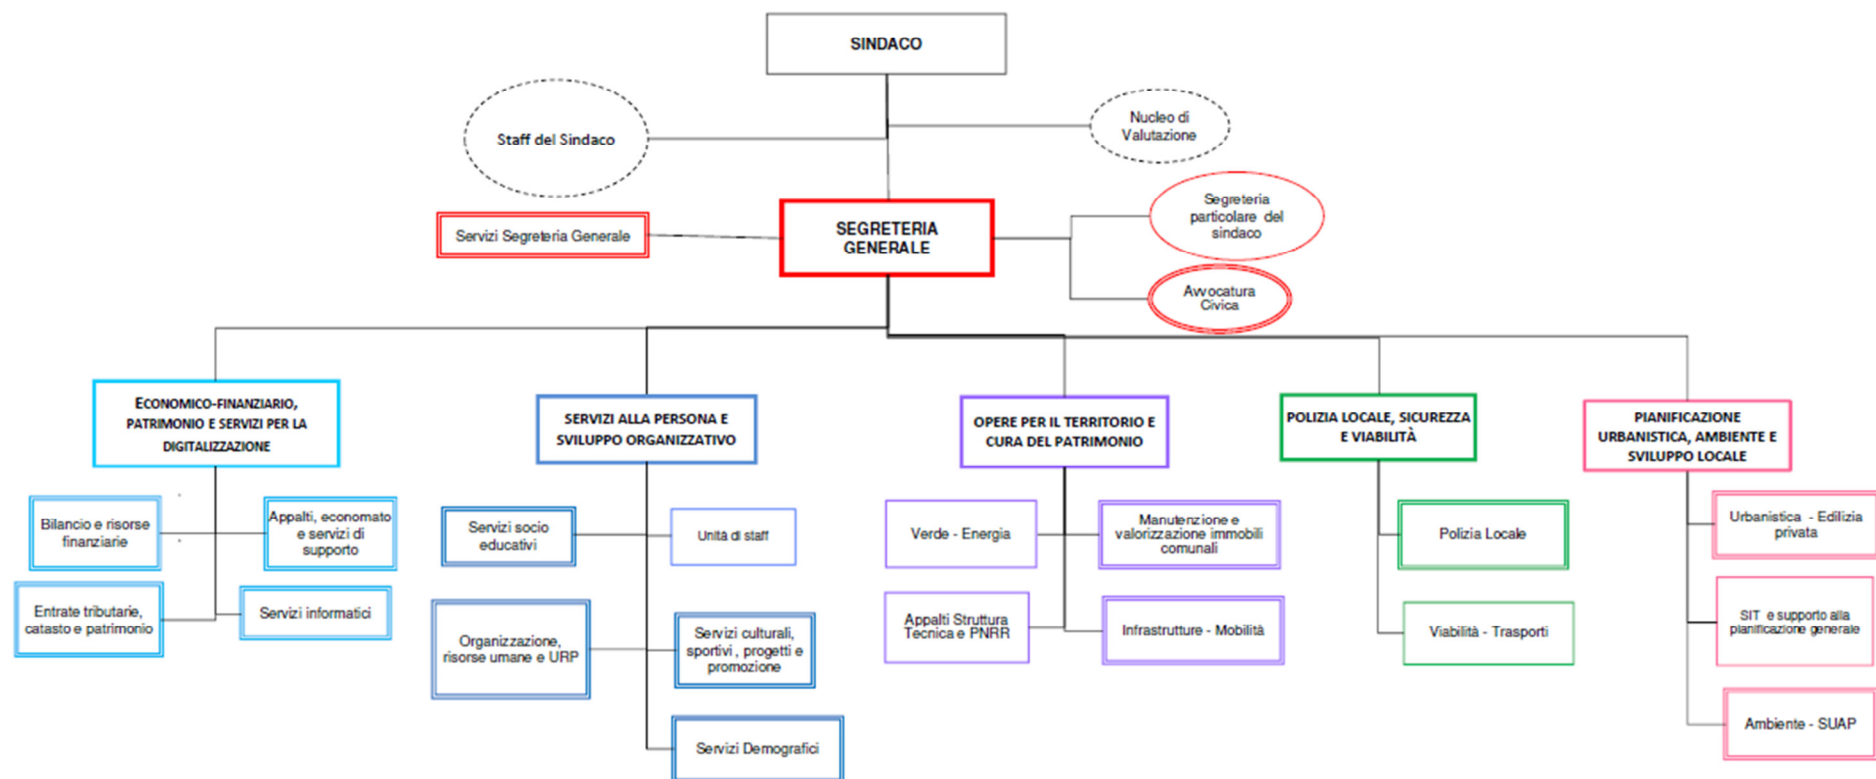 SINDACO
Staff del Sindaco
Nucleo di
Valutazione
Servizi Segreteria Generale
SEGRETERIA
GENERALE
Segreteria
particolare del
sindaco
Avvocatura
Civica
ECONOMICO-FINANZIARIO,
PATRIMONIO E SERVIZI PER LA
DIGITALIZZAZIONE
SERVIZI ALLA PERSONA E
SVILUPPO ORGANIZZATIVO
OPERE PER IL TERRITORIO E
CURA DEL PATRIMONIO
POLIZIA LOCALE, SICUREZZA
E VIABILITÀ
PIANIFICAZIONE
URBANISTICA, AMBIENTE E
SVILUPPO LOCALE
Bilancio e risorse
finanziarie
Appalti, economato
e servizi di
supporto
Entrate tributarie,
catasto e patrimonio
Servizi informatici
Servizi socio
educativi
Unità di staff
Organizzazione,
risorse umane e URP
Servizi culturali,
sportivi , progetti e
promozione
Servizi Demografici
Verde - Energia
Manutenzione e
valorizzazione immobili
comunali
Appalti Struttura
Tecnica e PNRR
Infrastrutture - Mobilità
Polizia Locale
Viabilità - Trasporti
Urbanistica - Edilizia
privata
SIT e supporto alla
pianificazione generale
Ambiente - SUAP